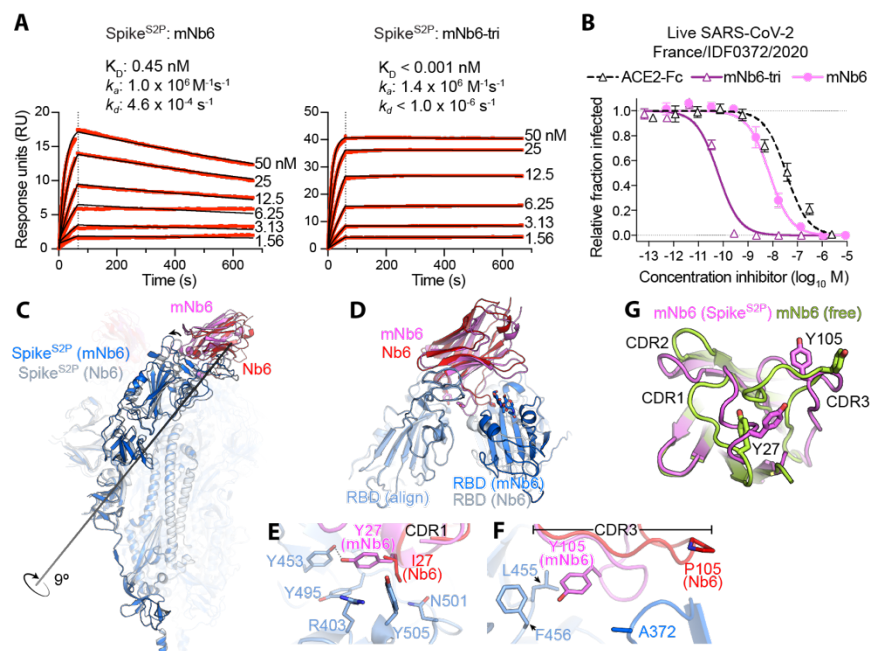 A
Spike^S2P: mNb6
K_D: 0.45 nM
k_a: 1.0 x 10^6 M^-1s^-1
k_d: 4.6 x 10^-4 s^-1
Response units (RU)
20
15
10
5
0
50 nM
25
12.5
6.25
3.13
1.56
0 200 400 600
Time (s)
Spike^S2P: mNb6-tri
K_D < 0.001 nM
k_a: 1.4 x 10^6 M^-1s^-1
k_d < 1.0 x 10^-6 s^-1
50
40
30
20
10
0
50 nM
25
12.5
6.25
3.13
1.56
0 200 400 600
Time (s)
B
Live SARS-CoV-2
France/IDF0372/2020
ACE2-Fc mNb6-tri mNb6
Relative fraction infected
1.0
0.8
0.6
0.4
0.2
0.0
-13 -12 -11 -10 -9 -8 -7 -6 -5
Concentration inhibitor (log_10 M)
C
mNb6
Spike^S2P (mNb6)
Spike^S2P (Nb6)
Nb6
9º
D
mNb6
Nb6
RBD (align)
RBD (mNb6)
RBD (Nb6)
G
mNb6 (Spike^S2P) mNb6 (free)
CDR2
Y105
CDR1
CDR3
Y27
E
CDR1
Y27
(mNb6)
Y453
I27
(Nb6)
Y495
N501
R403
Y505
F
CDR3
Y105
(mNb6)
P105
(Nb6)
L455
F456
A372